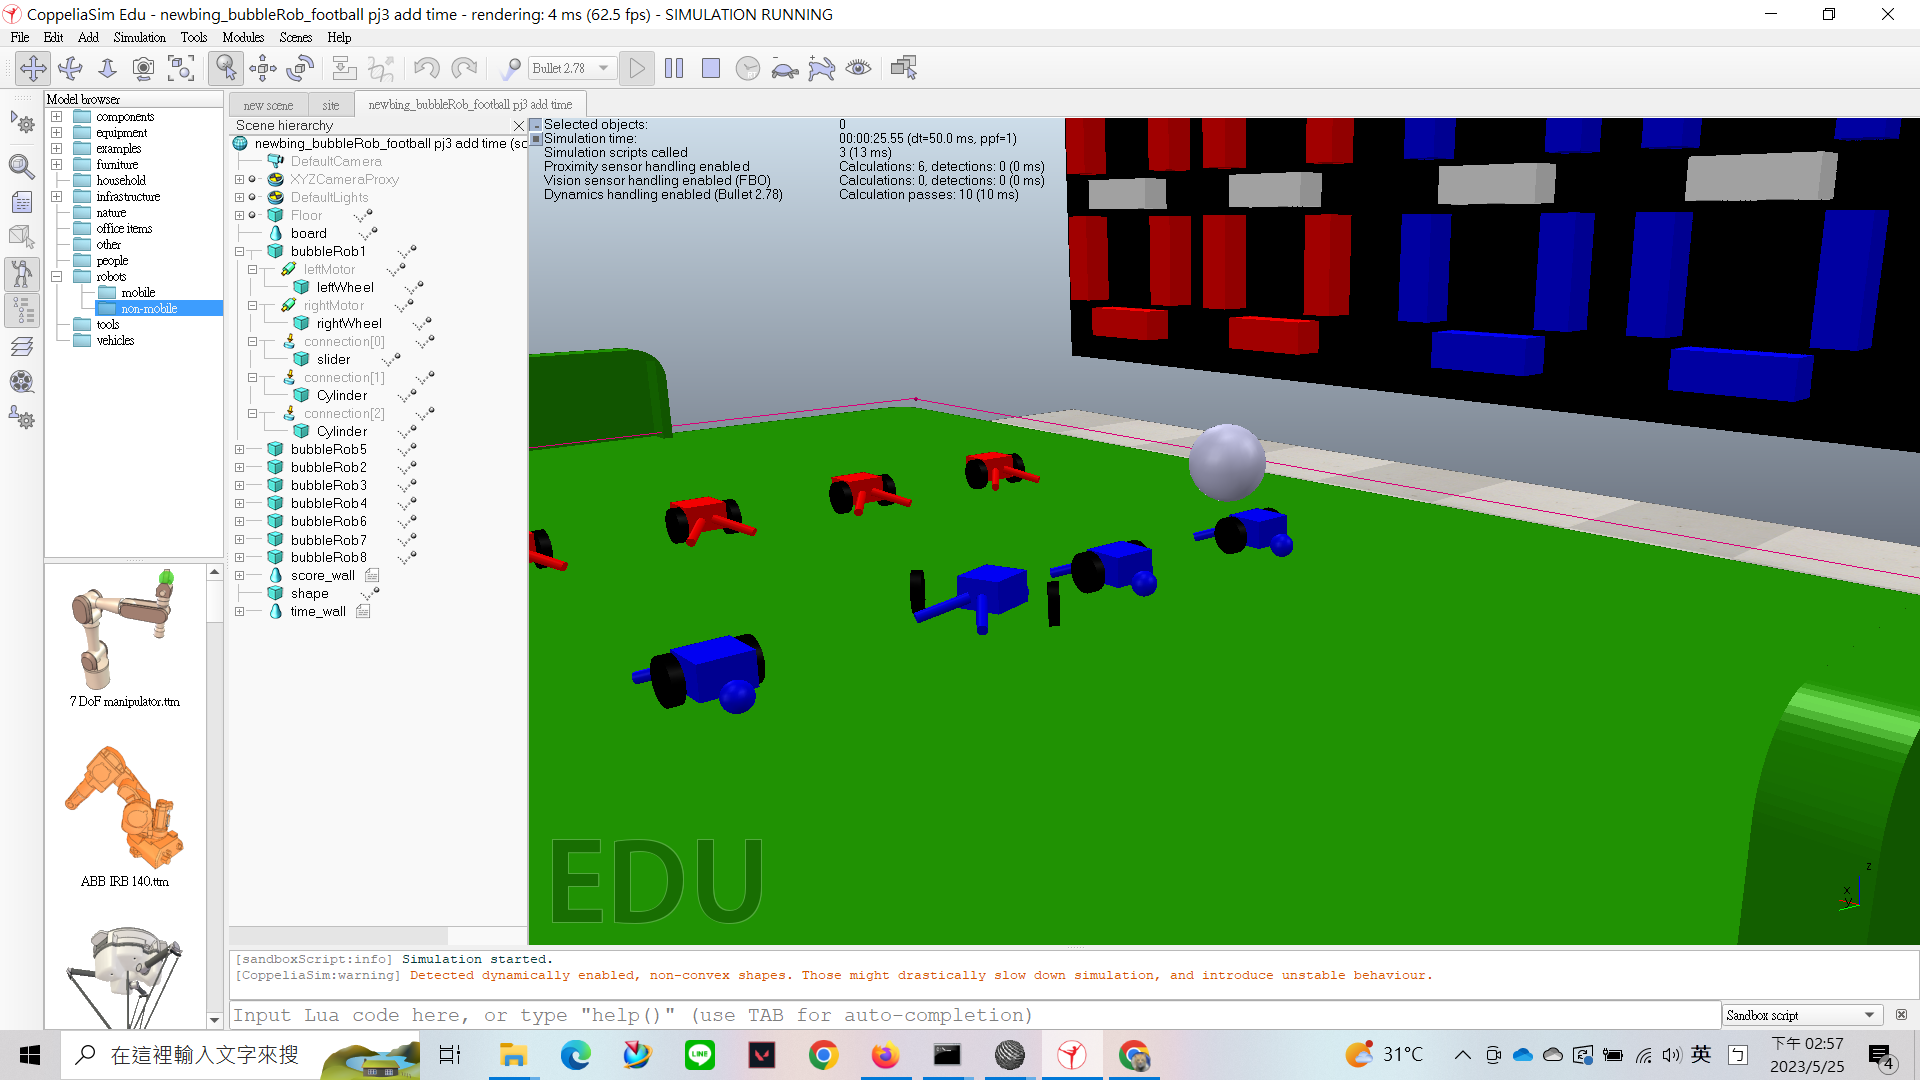 CoppeliaSim Edu - newbing_bubbleRob_football pj3 add time - rendering: 4 ms (62.5 fps) - SIMULATION RUNNING
File Edit Add Simulation Tools Modules Scenes Help
Bullet 2.78
Model browser
components
equipment
examples
furniture
household
infrastructure
nature
office items
other
people
robots
mobile
non-mobile
tools
vehicles
7 DoF manipulator.ttm
ABB IRB 140.ttm
new scene
site
newbing_bubbleRob_football pj3 add time
Scene hierarchy
newbing_bubbleRob_football pj3 add time (sc
DefaultCamera
XYZCameraProxy
DefaultLights
Floor
board
bubbleRob1
leftMotor
leftWheel
rightMotor
rightWheel
connection[0]
slider
connection[1]
Cylinder
connection[2]
Cylinder
bubbleRob5
bubbleRob2
bubbleRob3
bubbleRob4
bubbleRob6
bubbleRob7
bubbleRob8
score_wall
shape
time_wall
Selected objects: 0
Simulation time: 00:00:25.55 (dt=50.0 ms, ppf=1)
Simulation scripts called 3 (13 ms)
Proximity sensor handling enabled Calculations: 6, detections: 0 (0 ms)
Vision sensor handling enabled (FBO) Calculations: 0, detections: 0 (0 ms)
Dynamics handling enabled (Bullet 2.78) Calculation passes: 10 (10 ms)
EDU
z
x
[sandboxScript:info] Simulation started.
[CoppeliaSim:warning] Detected dynamically enabled, non-convex shapes. Those might drastically slow down simulation, and introduce unstable behaviour.
Input Lua code here, or type "help()" (use TAB for auto-completion)
Sandbox script
在這裡輸入文字來搜
LINE
31°C
英
ㄅ
下午 02:57
2023/5/25
4